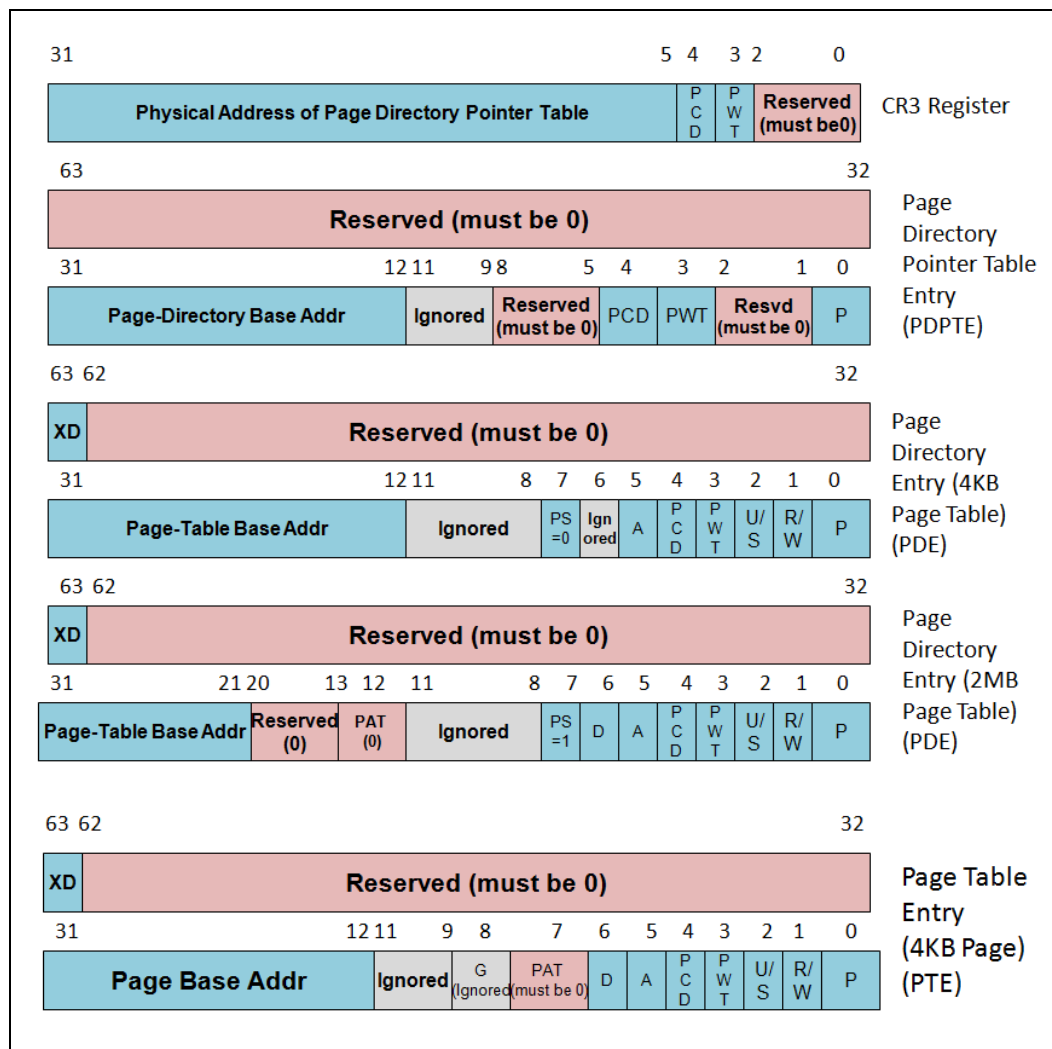 31 5 4 3 2 0
Physical Address of Page Directory Pointer Table
P
C
D
P
W
T
Reserved
(must be0)
CR3 Register
63 32
Reserved (must be 0)
Page
Directory
Pointer Table
Entry
(PDPTE)
31 12 11 9 8 5 4 3 2 1 0
Page-Directory Base Addr
Ignored
Reserved
(must be 0)
PCD
PWT
Resvd
(must be 0)
P
63 62 32
XD
Reserved (must be 0)
Page
Directory
Entry (4KB
Page Table)
(PDE)
31 12 11 8 7 6 5 4 3 2 1 0
Page-Table Base Addr
Ignored
PS
=0
Ign
ored
A
P
C
D
P
W
T
U/
S
R/
W
P
63 62 32
XD
Reserved (must be 0)
Page
Directory
Entry (2MB
Page Table)
(PDE)
31 21 20 13 12 11 8 7 6 5 4 3 2 1 0
Page-Table Base Addr
Reserved
(0)
PAT
(0)
Ignored
PS
=1
D
A
P
C
D
P
W
T
U/
S
R/
W
P
63 62 32
XD
Reserved (must be 0)
Page Table
Entry
(4KB Page)
(PTE)
31 12 11 9 8 7 6 5 4 3 2 1 0
Page Base Addr
Ignored
G
(Ignored
PAT
(must be 0)
D
A
P
C
D
P
W
T
U/
S
R/
W
P